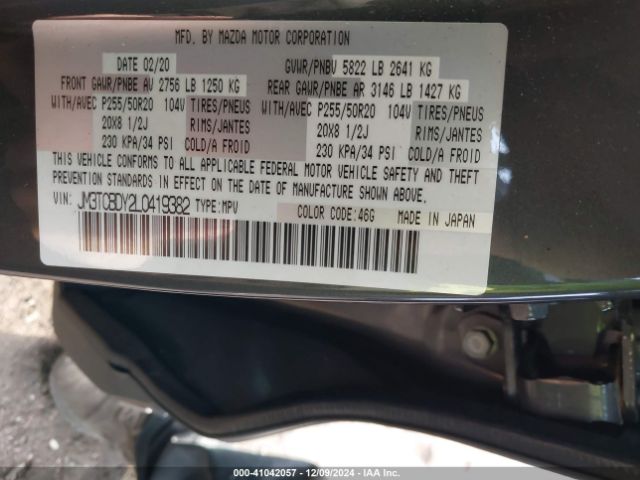 MFD. BY MAZDA MOTOR CORPORATION
DATE 02/20 GVWR/PNBV 5822 LB 2641 KG
FRONT GAWR/PNBE AV 2756 LB 1250 KG REAR GAWR/PNBE AR 3146 LB 1427 KG
WITH/AVEC P255/50R20 104V TIRES/PNEUS WITH/AVEC P255/50R20 104V TIRES/PNEUS
20X8 1/2J RIMS/JANTES 20X8 1/2J RIMS/JANTES
230 KPA/34 PSI COLD/A FROID 230 KPA/34 PSI COLD/A FROID
THIS VEHICLE CONFORMS TO ALL APPLICABLE FEDERAL MOTOR VEHICLE SAFETY AND THEFT
PREVENTION STANDARDS IN EFFECT ON THE DATE OF MANUFACTURE SHOWN ABOVE.
VIN: JM3TCBDY2L0419382 TYPE:MPV COLOR CODE:46G MADE IN JAPAN
000-41042057 - 12/09/2024 - IAA Inc.